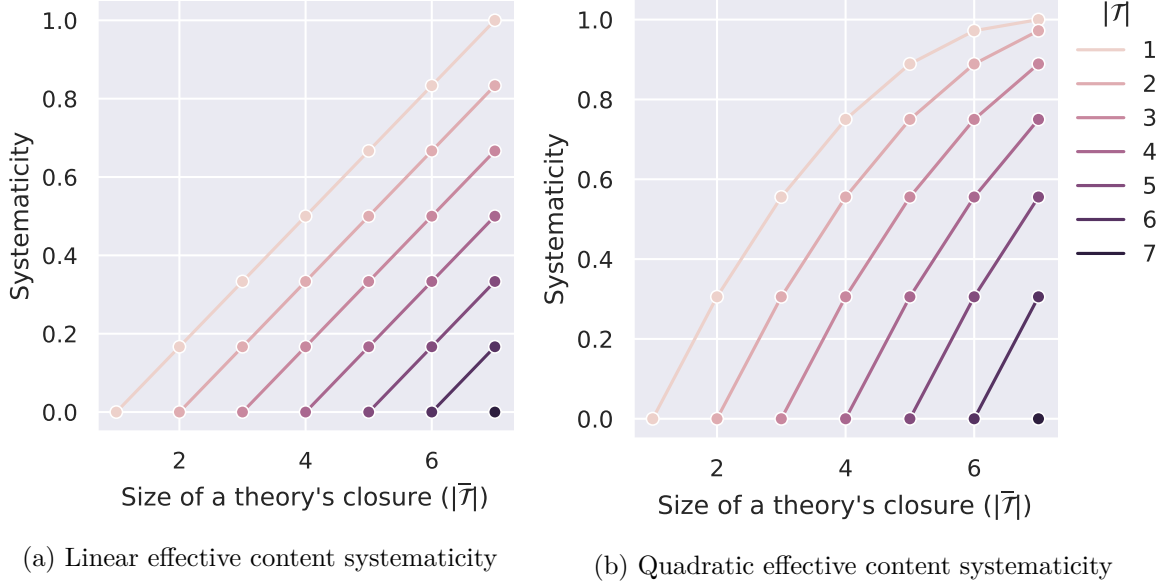 1.0
0.8
0.6
0.4
0.2
0.0
Systematicity
2 4 6
Size of a theory's closure (|𝒯̅|)
(a) Linear effective content systematicity
1.0
0.8
0.6
0.4
0.2
0.0
Systematicity
2 4 6
Size of a theory's closure (|𝒯̅|)
(b) Quadratic effective content systematicity
|𝒯|
1
2
3
4
5
6
7